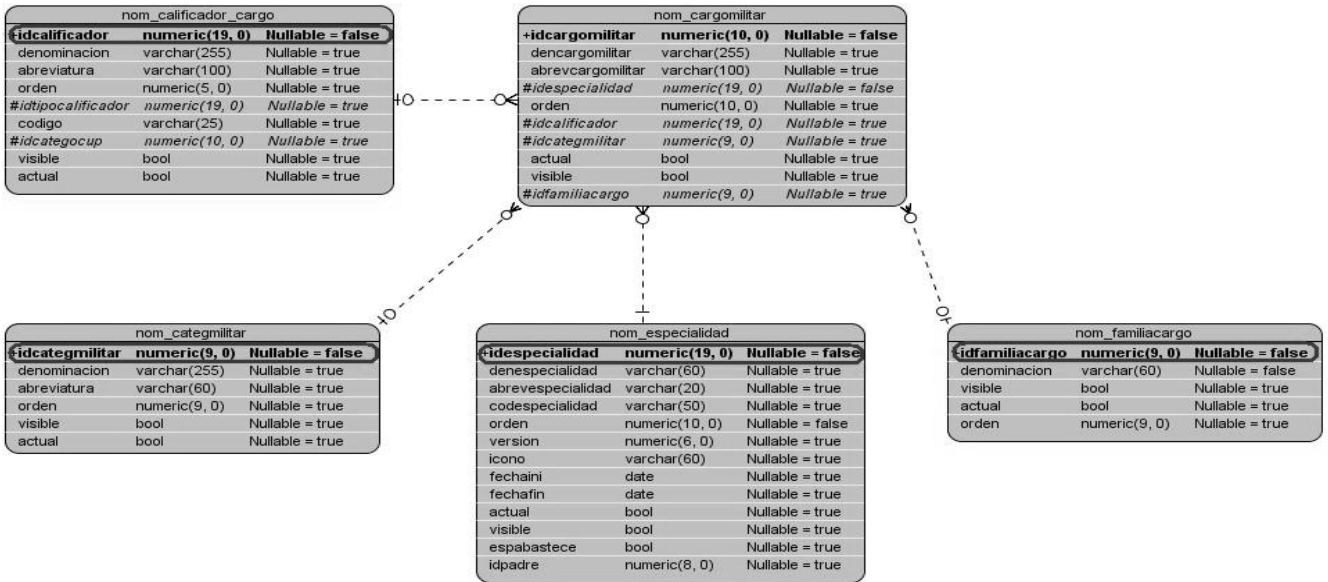 nom_calificador_cargo
+idcalificador numeric(19, 0) Nullable = false
denominacion varchar(255) Nullable = true
abreviatura varchar(100) Nullable = true
orden numeric(5, 0) Nullable = true
#idtipocalificador numeric(19, 0) Nullable = true
codigo varchar(25) Nullable = true
#idcategocup numeric(10, 0) Nullable = true
visible bool Nullable = true
actual bool Nullable = true
nom_cargomilitar
+idcargomilitar numeric(10, 0) Nullable = false
dencargomilitar varchar(255) Nullable = true
abrevcargomilitar varchar(100) Nullable = true
#idespecialidad numeric(19, 0) Nullable = false
orden numeric(10, 0) Nullable = true
#idcalificador numeric(19, 0) Nullable = true
#idcategmilitar numeric(9, 0) Nullable = true
actual bool Nullable = true
visible bool Nullable = true
#idfamiliacargo numeric(9, 0) Nullable = true
nom_categmilitar
+idcategmilitar numeric(9, 0) Nullable = false
denominacion varchar(255) Nullable = true
abreviatura varchar(60) Nullable = true
orden numeric(9, 0) Nullable = true
visible bool Nullable = true
actual bool Nullable = true
nom_especialidad
+idespecialidad numeric(19, 0) Nullable = false
denespecialidad varchar(60) Nullable = true
abrevespecialidad varchar(20) Nullable = true
codespecialidad varchar(50) Nullable = true
orden numeric(10, 0) Nullable = false
version numeric(6, 0) Nullable = true
icono varchar(60) Nullable = true
fechaini date Nullable = true
fechafin date Nullable = true
actual bool Nullable = true
visible bool Nullable = true
espabastece bool Nullable = true
idpadre numeric(8, 0) Nullable = true
nom_familiacargo
+idfamiliacargo numeric(9, 0) Nullable = false
denominacion varchar(60) Nullable = false
visible bool Nullable = true
actual bool Nullable = true
orden numeric(9, 0) Nullable = true